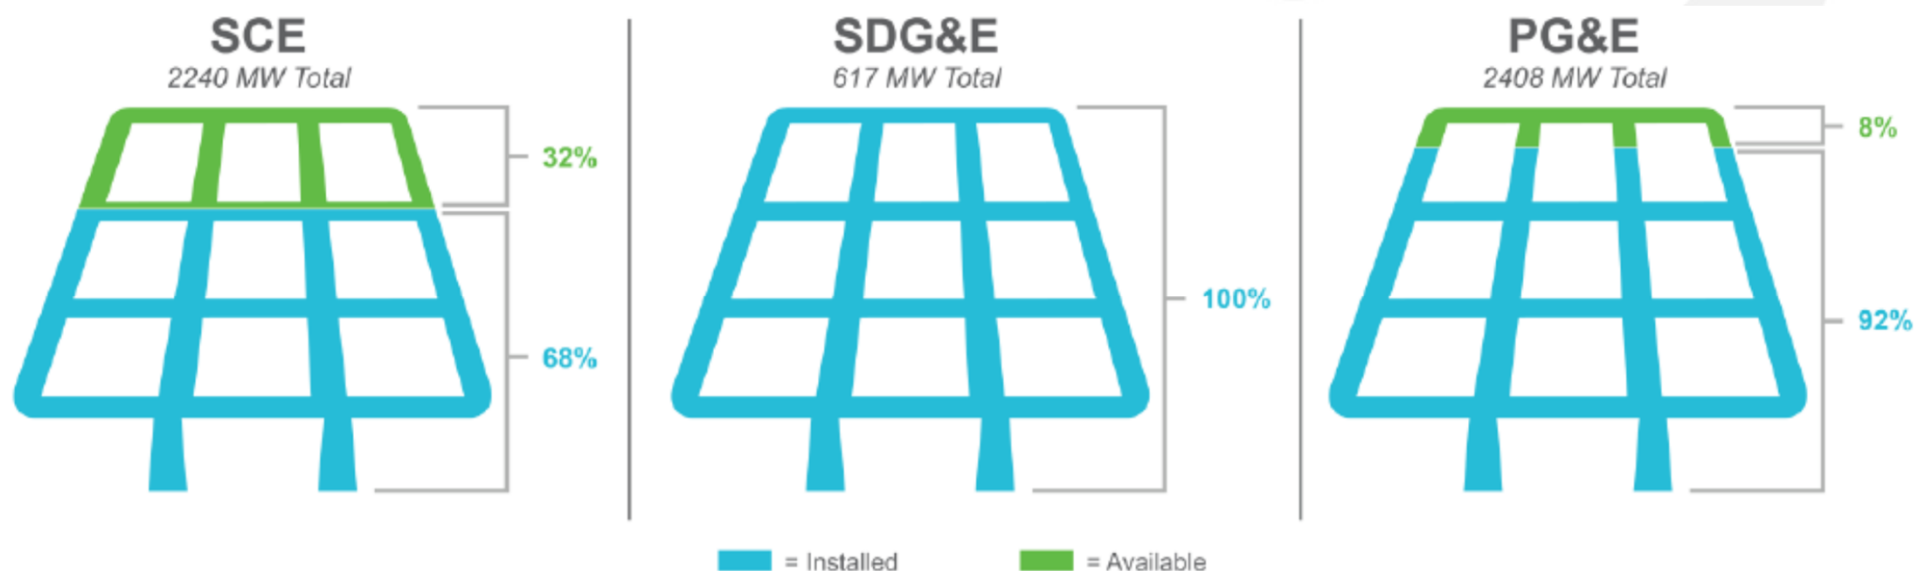 SCE
2240 MW Total
32%
68%
SDG&E
617 MW Total
100%
PG&E
2408 MW Total
8%
92%
= Installed
= Available